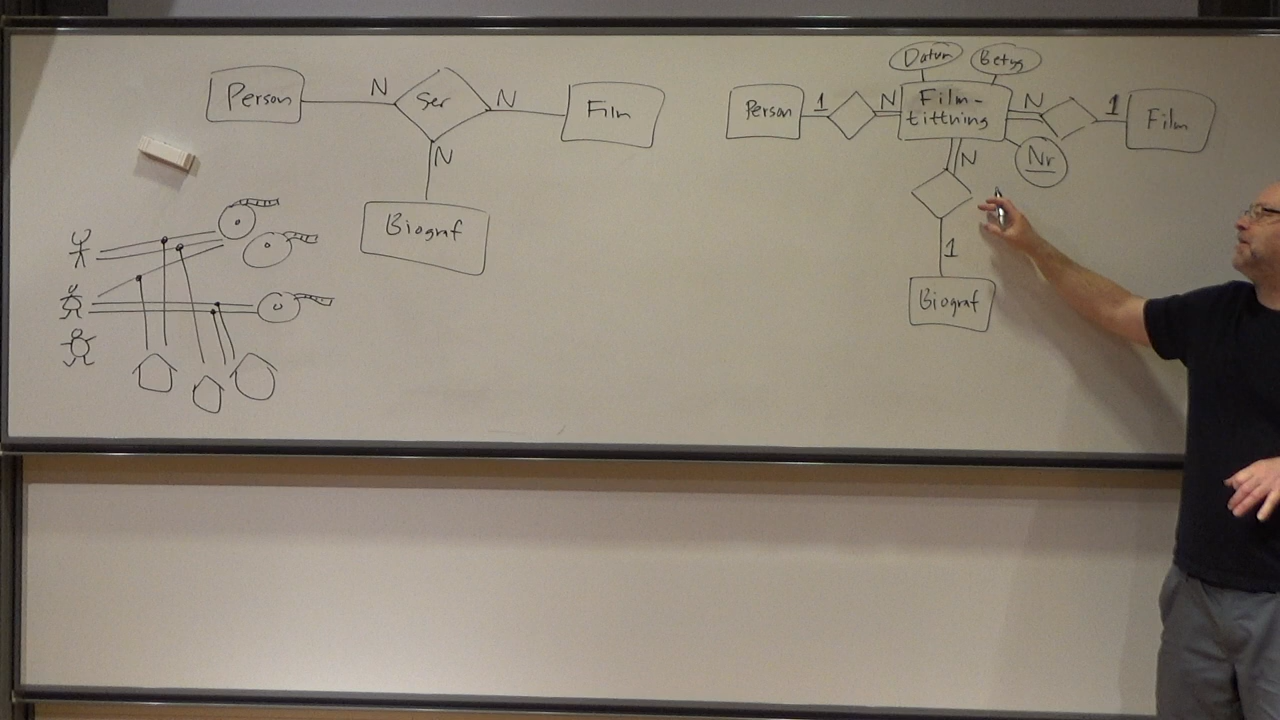 Person
N
Ser
N
Film
N
Biograf
Datum
Betyg
Person
1
N
Film-
tittning
N
1
Film
Nr
N
1
Biograf